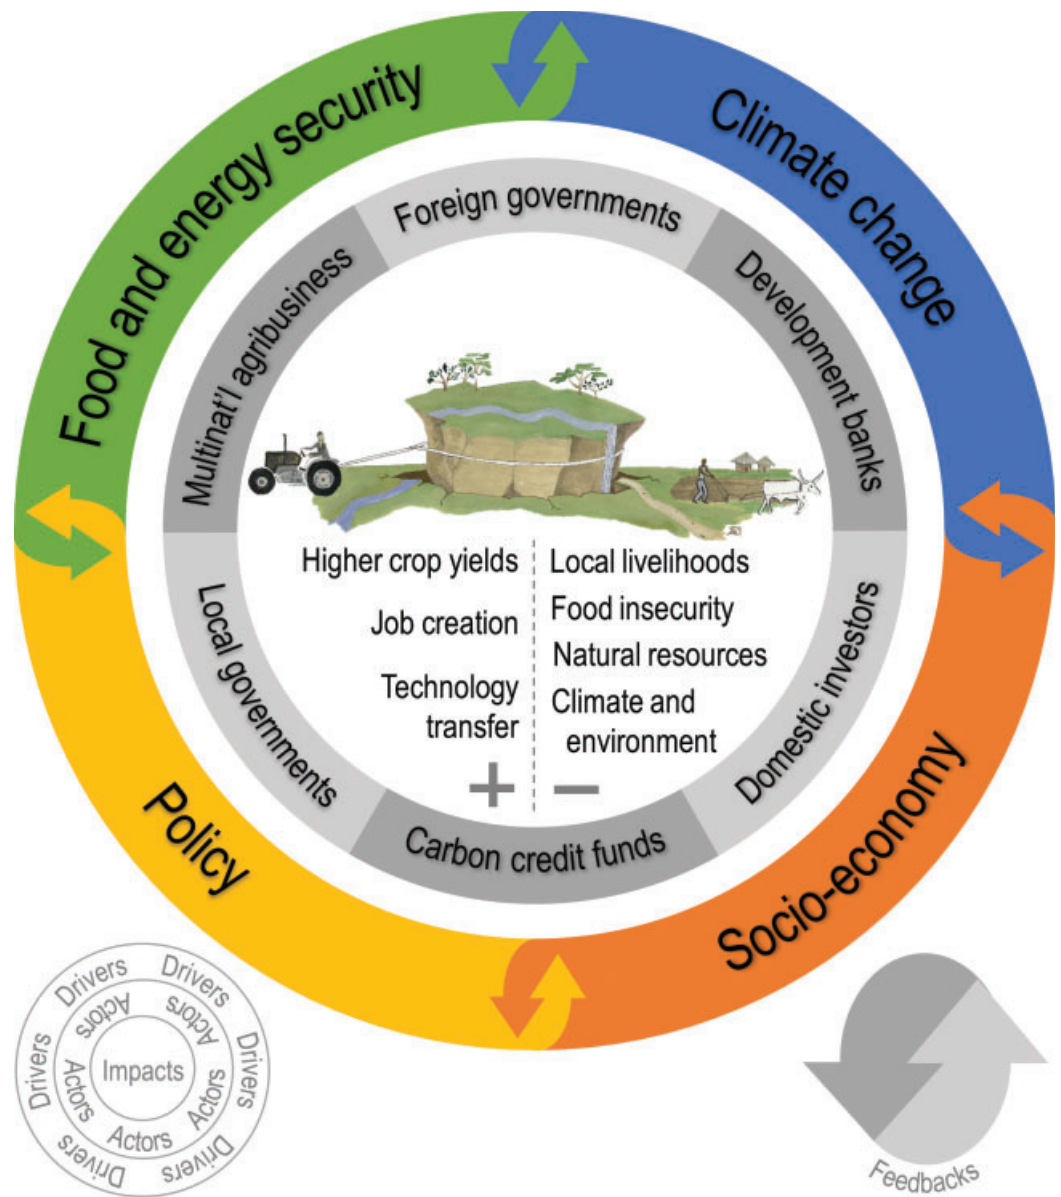 Food and energy security
Climate change
Foreign governments
Multinat'l agribusiness
Development banks
Higher crop yields
Job creation
Technology
transfer
+
Local livelihoods
Food insecurity
Natural resources
Climate and
environment
−
Local governments
Domestic investors
Carbon credit funds
Policy
Socio-economy
Drivers
Drivers
Drivers
Drivers
Drivers
Drivers
Actors
Actors
Actors
Actors
Actors
Impacts
Feedbacks